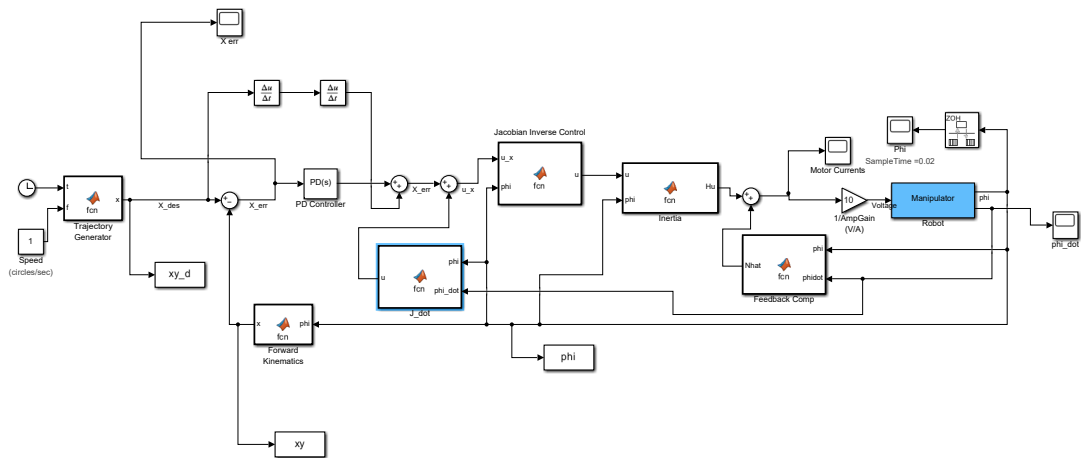 X err
Δu
Δt
Δu
Δt
Jacobian Inverse Control
u_x
phi
fcn
u
ZOH
Phi
SampleTime =0.02
Motor Currents
t
f
fcn
x
Trajectory
Generator
1
Speed
(circles/sec)
X_des
+
-
X_err
PD(s)
PD Controller
+
+
X_err
+
+
u_x
u
phi
fcn
Hu
Inertia
+
+
10
1/AmpGain
(V/A)
Voltage
Manipulator
phi
Robot
phi_dot
xy_d
u
fcn
phi
phi_dot
J_dot
Nhat
fcn
phi
phidot
Feedback Comp
x
fcn
phi
Forward
Kinematics
phi
xy